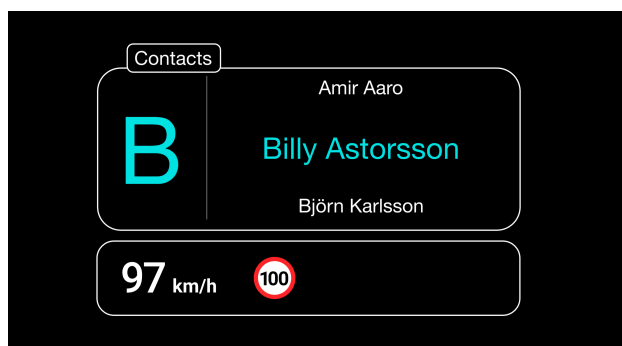 Contacts
Amir Aaro
B
Billy Astorsson
Björn Karlsson
97 km/h
100